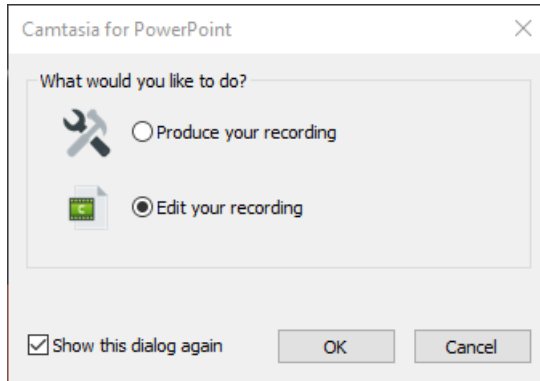 Camtasia for PowerPoint
What would you like to do?
Produce your recording
C
Edit your recording
Show this dialog again
OK
Cancel